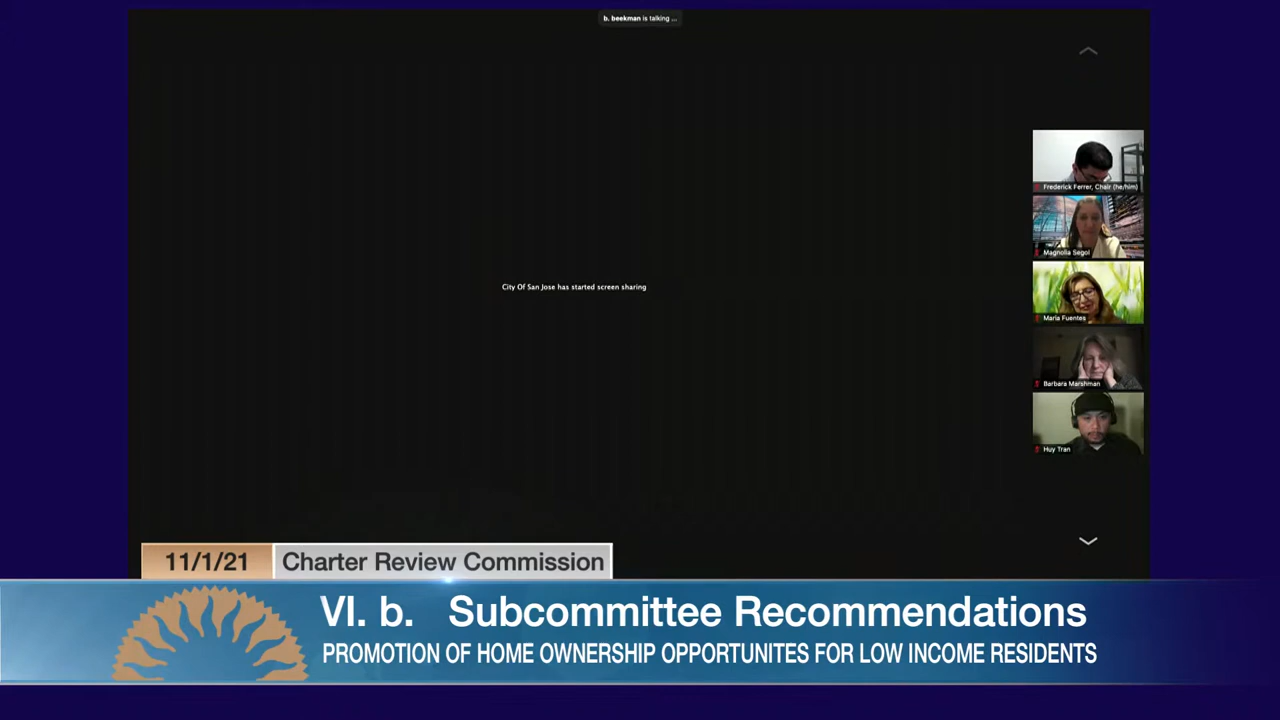 b. beekman is talking ...
Frederick Ferrer, Chair (he/him)
Magnolia Segol
City Of San Jose has started screen sharing
Maria Fuentes
Barbara Marshman
Huy Tran
11/1/21 Charter Review Commission
VI. b. Subcommittee Recommendations
PROMOTION OF HOME OWNERSHIP OPPORTUNITES FOR LOW INCOME RESIDENTS